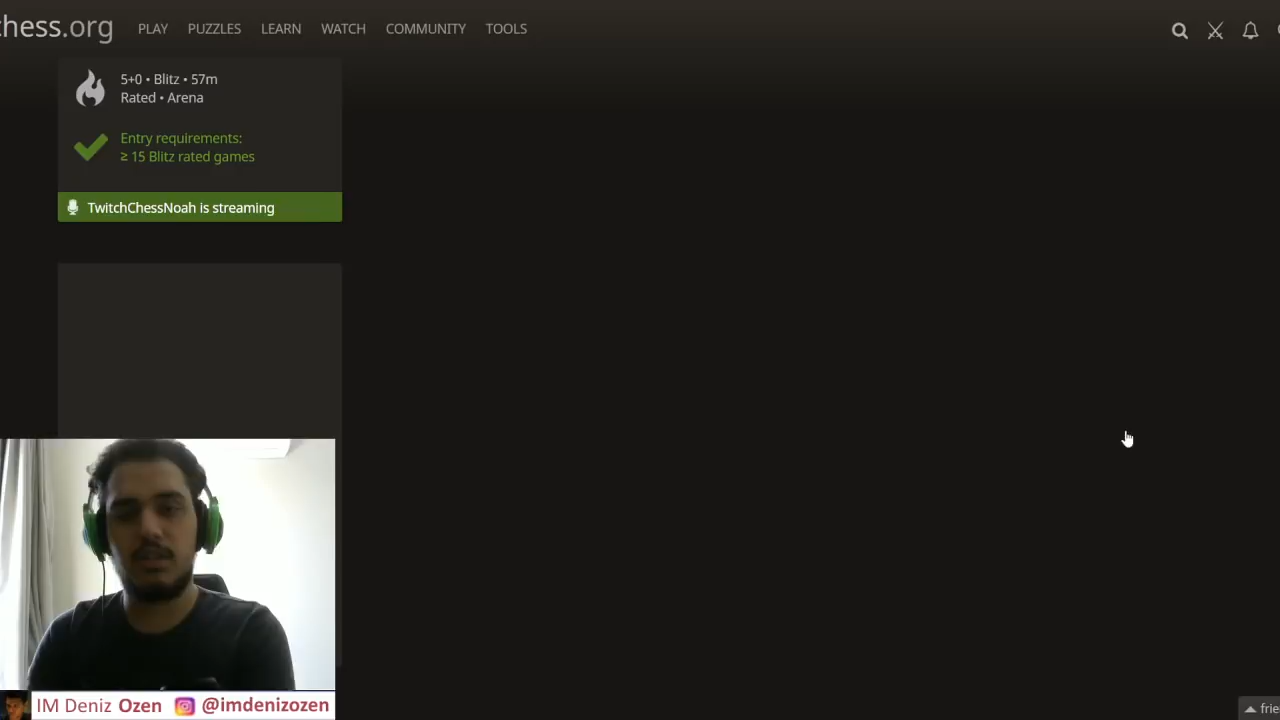 chess.org PLAY PUZZLES LEARN WATCH COMMUNITY TOOLS
5+0 • Blitz • 57m
Rated • Arena
Entry requirements:
≥ 15 Blitz rated games
TwitchChessNoah is streaming
IM Deniz Ozen @imdenizozen
frie